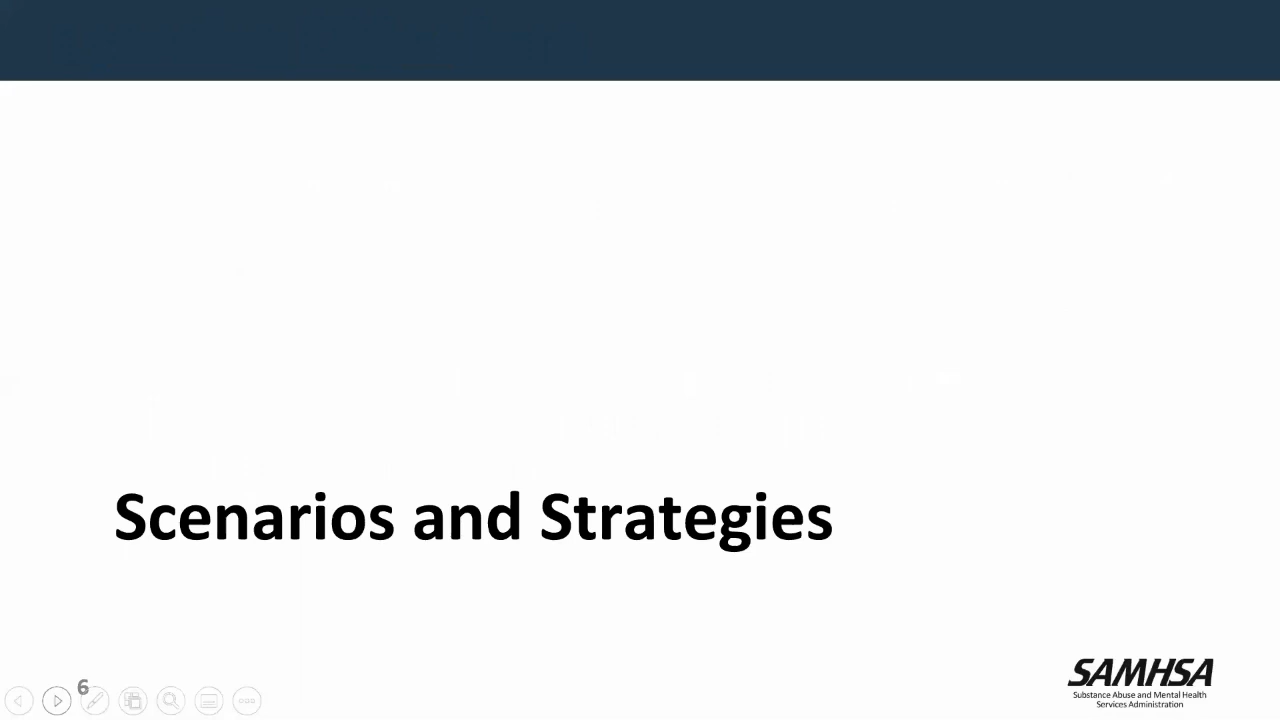 Scenarios and Strategies
6
SAMHSA
Substance Abuse and Mental Health
Services Administration